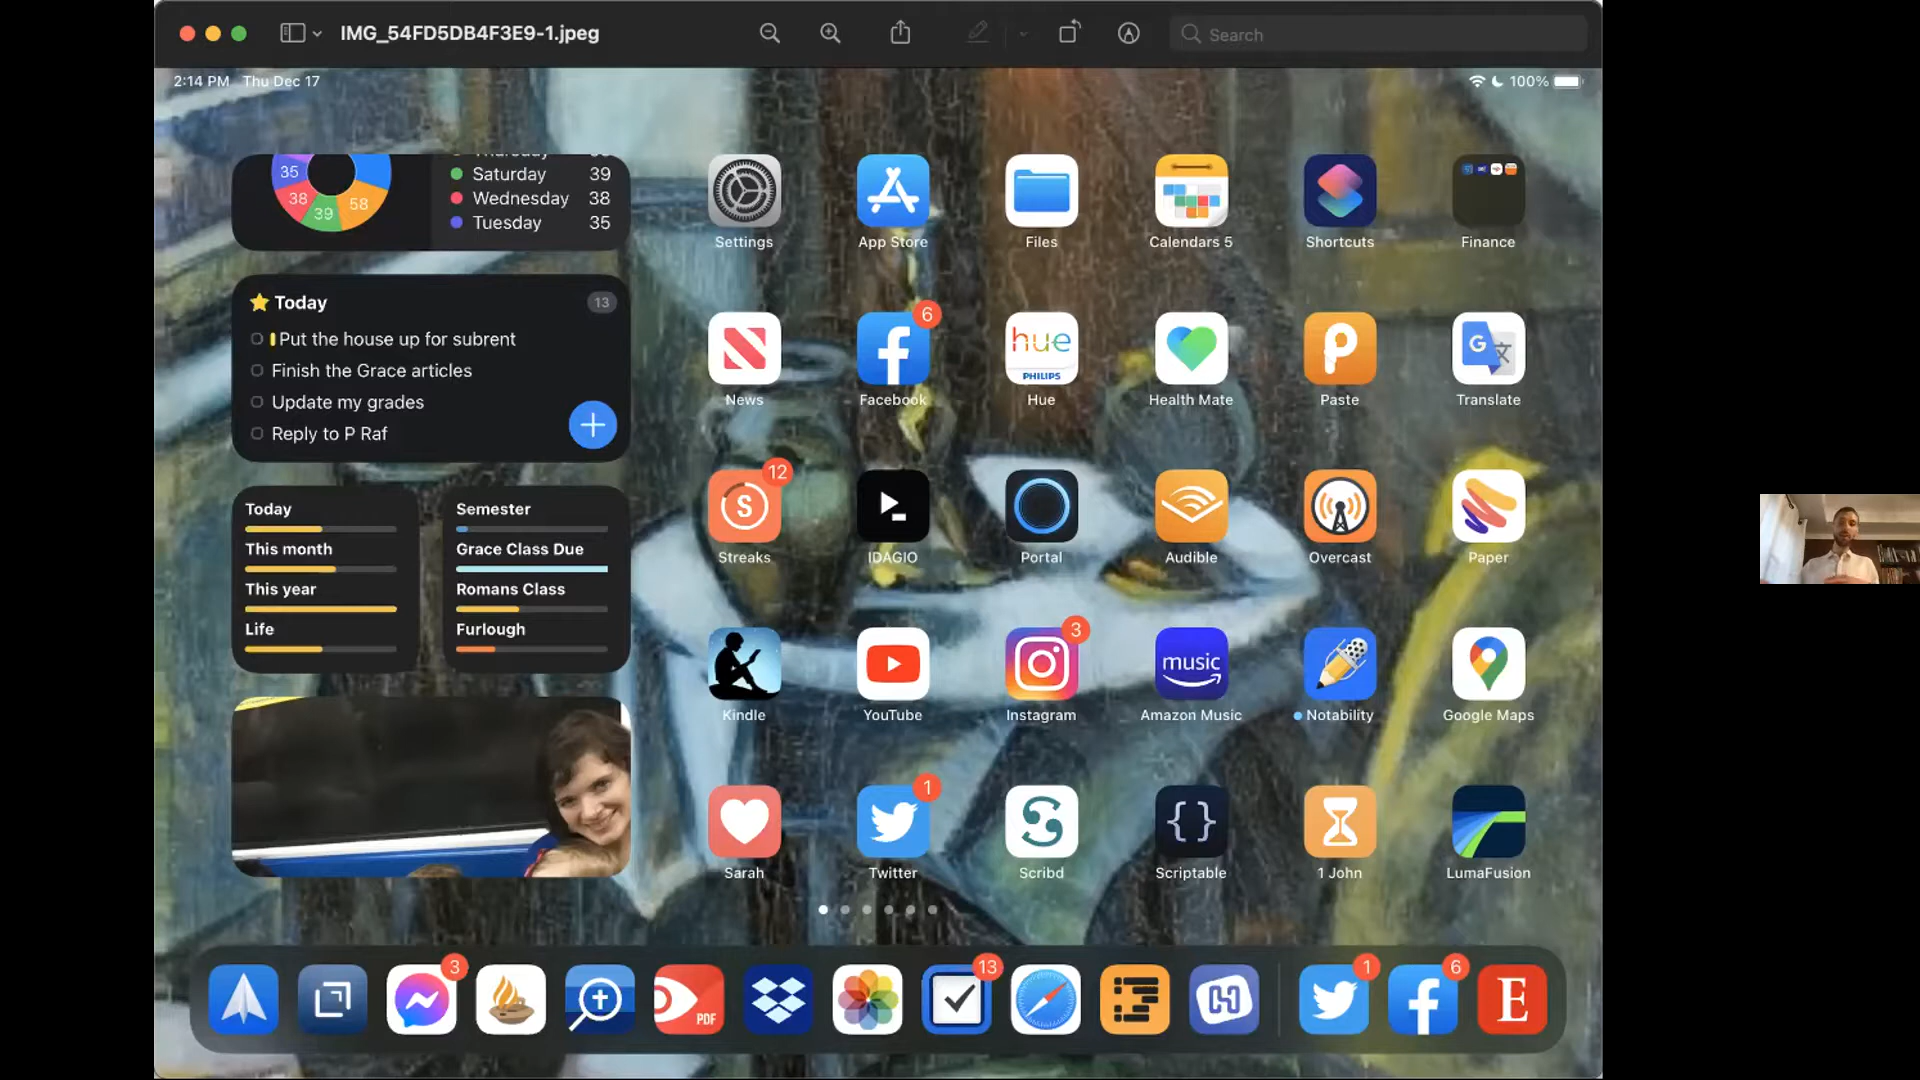 IMG_54FD5DB4F3E9-1.jpeg
Search
2:14 PM Thu Dec 17
100%
35
38
39
58
Saturday 39
Wednesday 38
Tuesday 35
Today 13
Put the house up for subrent
Finish the Grace articles
Update my grades
Reply to P Raf
Today
This month
This year
Life
Semester
Grace Class Due
Romans Class
Furlough
Settings
App Store
Files
Calendars 5
Shortcuts
Finance
6
hue
PHILIPS
G
News
Facebook
Hue
Health Mate
Paste
Translate
12
S
Streaks
IDAGIO
Portal
Audible
Overcast
Paper
3
music
Kindle
YouTube
Instagram
Amazon Music
Notability
Google Maps
1
{}
Sarah
Twitter
Scribd
Scriptable
1 John
LumaFusion
3
PDF
13
1
6
E